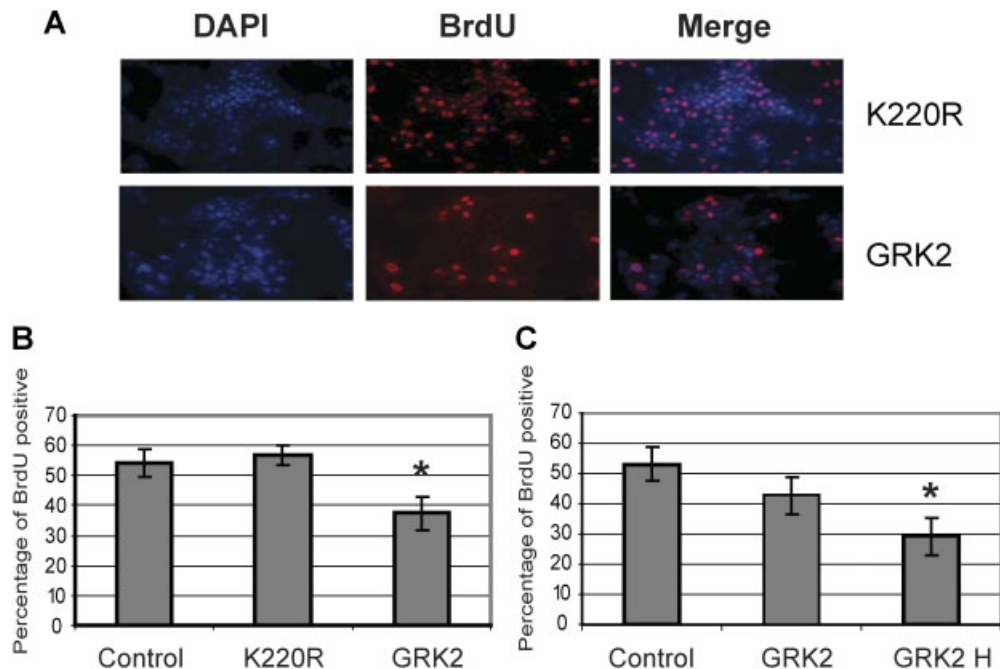 A
DAPI BrdU Merge
K220R
GRK2
B
Percentage of BrdU positive
70
60
50
40
30
20
10
0
*
Control K220R GRK2
C
Percentage of BrdU positive
70
60
50
40
30
20
10
0
*
Control GRK2 GRK2 H